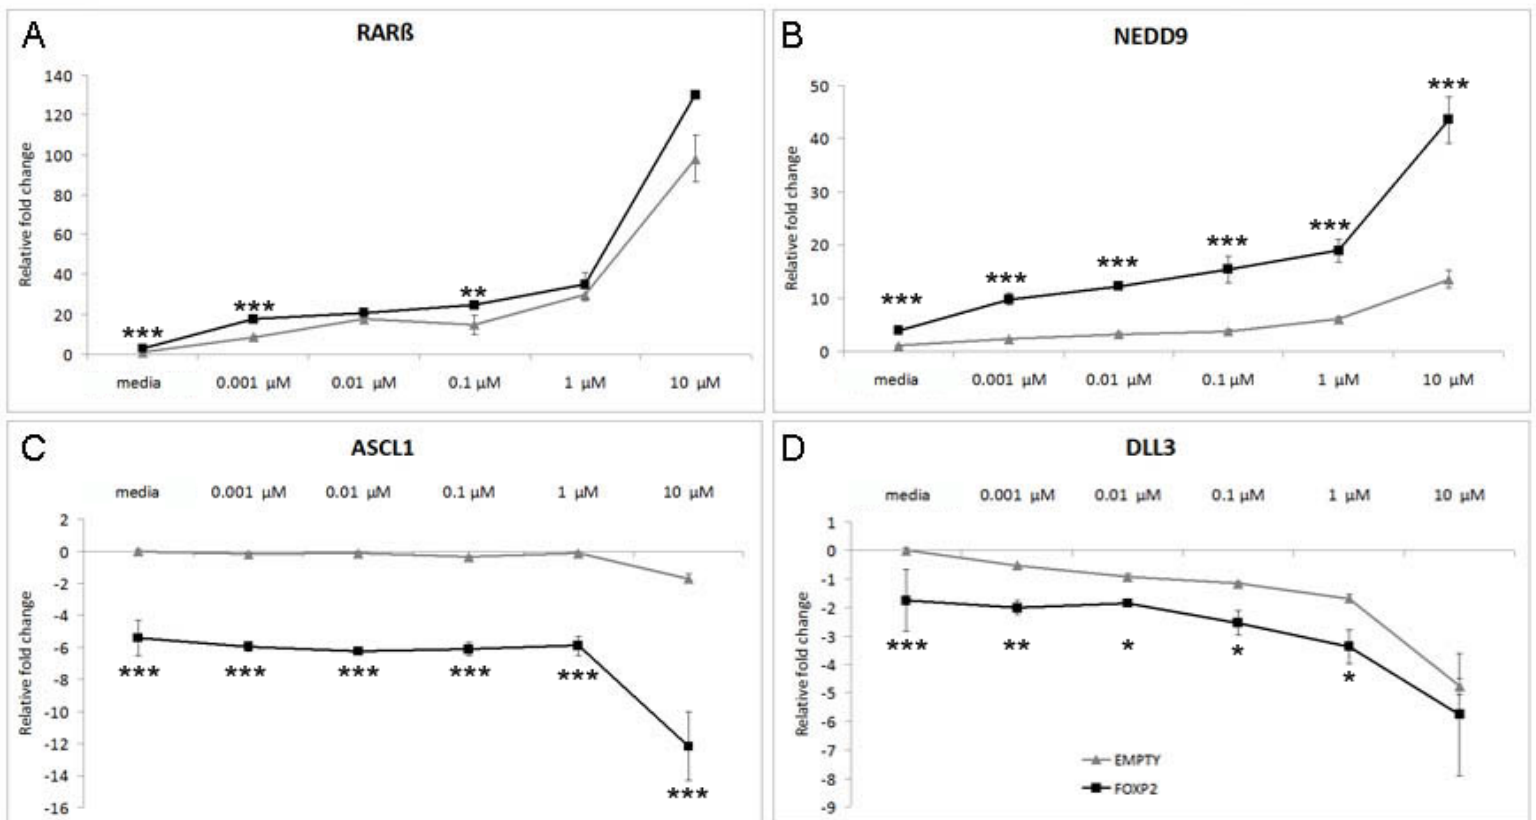 A
RARß
***
***
**
140
120
100
80
60
40
20
0
Relative fold change
media 0.001 µM 0.01 µM 0.1 µM 1 µM 10 µM
B
NEDD9
***
***
***
***
***
***
50
40
30
20
10
0
Relative fold change
media 0.001 µM 0.01 µM 0.1 µM 1 µM 10 µM
C
ASCL1
media 0.001 µM 0.01 µM 0.1 µM 1 µM 10 µM
2
0
-2
-4
-6
-8
-10
-12
-14
-16
Relative fold change
*** *** *** *** ***
***
D
DLL3
media 0.001 µM 0.01 µM 0.1 µM 1 µM 10 µM
1
0
-1
-2
-3
-4
-5
-6
-7
-8
-9
Relative fold change
*** ** * *
*
EMPTY
FOXP2